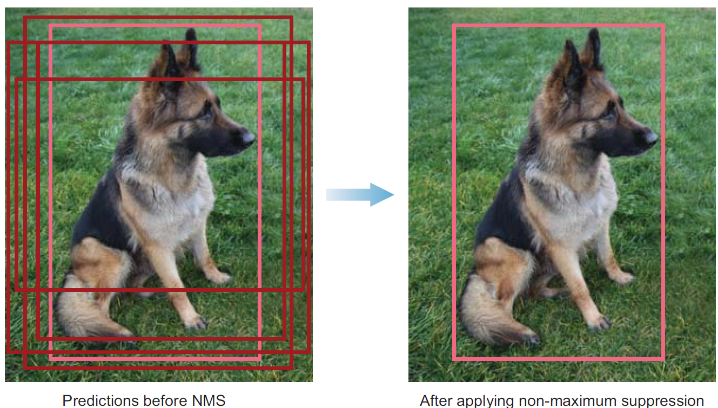 Predictions before NMS
After applying non-maximum suppression